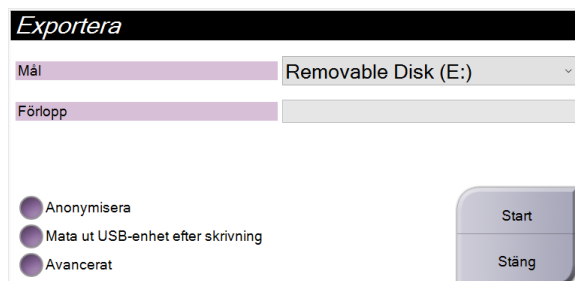 Exportera
Mål
Removable Disk (E:)
Förlopp
Anonymisera
Mata ut USB-enhet efter skrivning
Avancerat
Start
Stäng